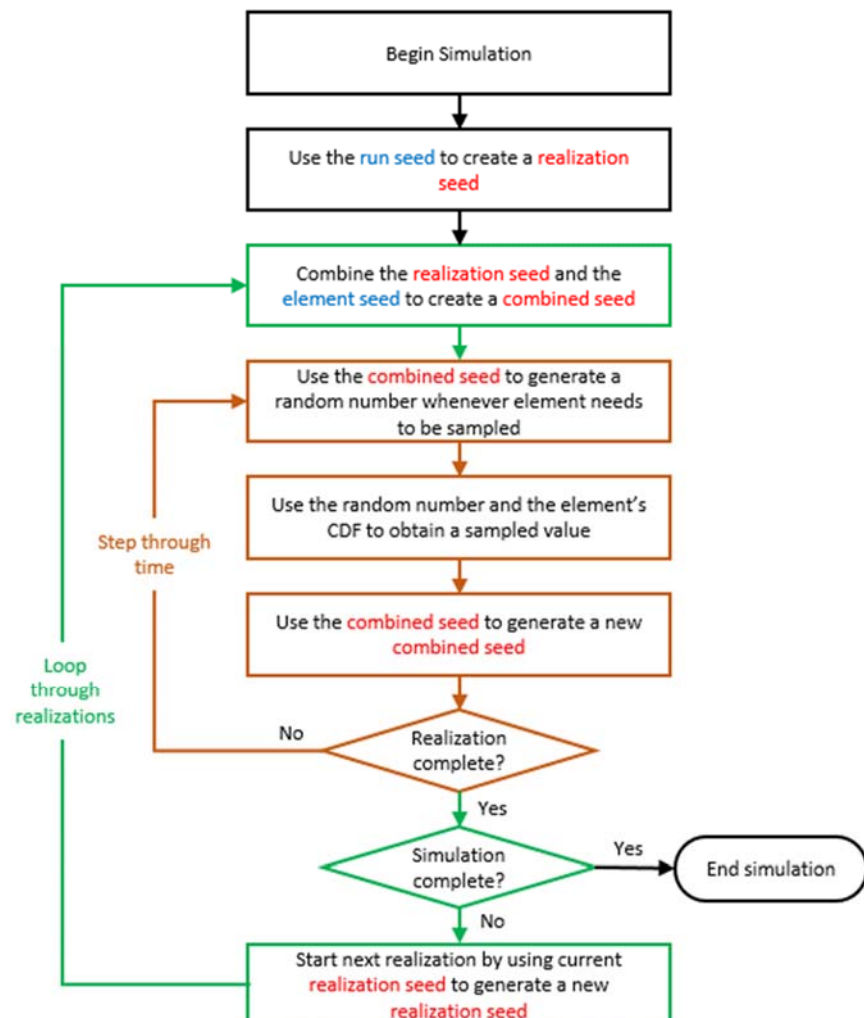 Begin Simulation
Use the run seed to create a realization
seed
Combine the realization seed and the
element seed to create a combined seed
Use the combined seed to generate a
random number whenever element needs
to be sampled
Use the random number and the element's
CDF to obtain a sampled value
Step through
time
Use the combined seed to generate a new
combined seed
Loop
through
realizations
No
Realization
complete?
Yes
Simulation
complete?
Yes
End simulation
No
Start next realization by using current
realization seed to generate a new
realization seed